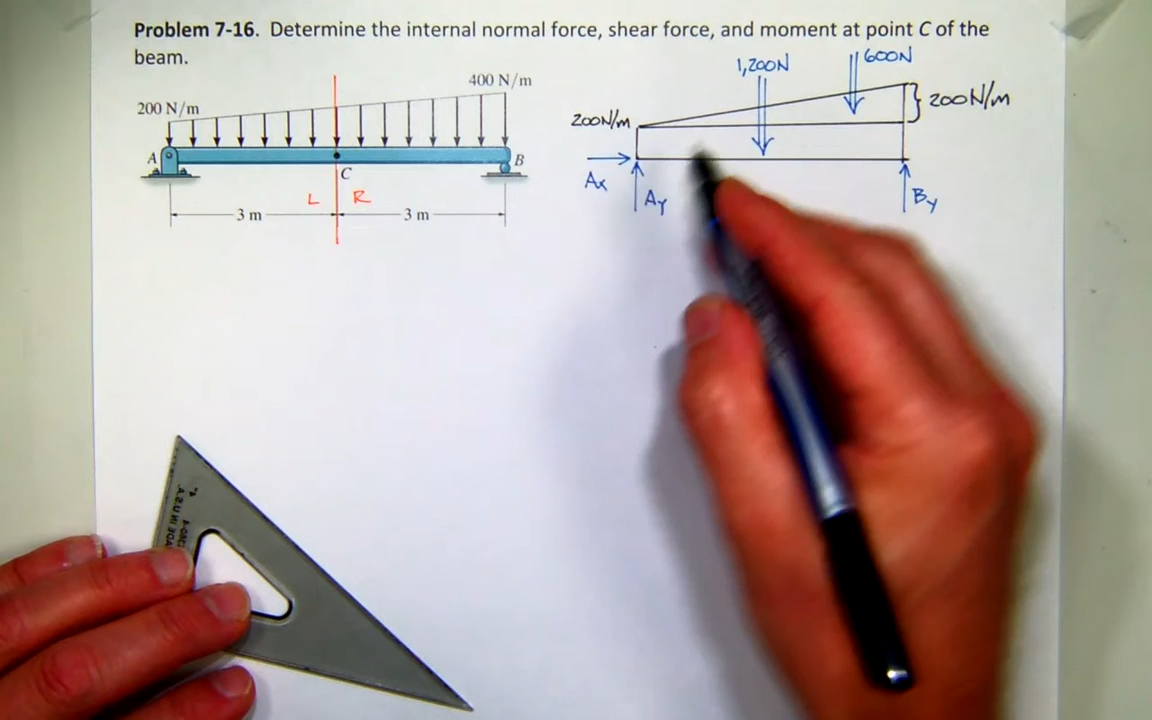 Problem 7-16. Determine the internal normal force, shear force, and moment at point C of the
beam.
1,200N
600N
400 N/m
200 N/m
200N/m
200N/m
A
B
C
Ax
Ay
By
L
R
3 m
3 m